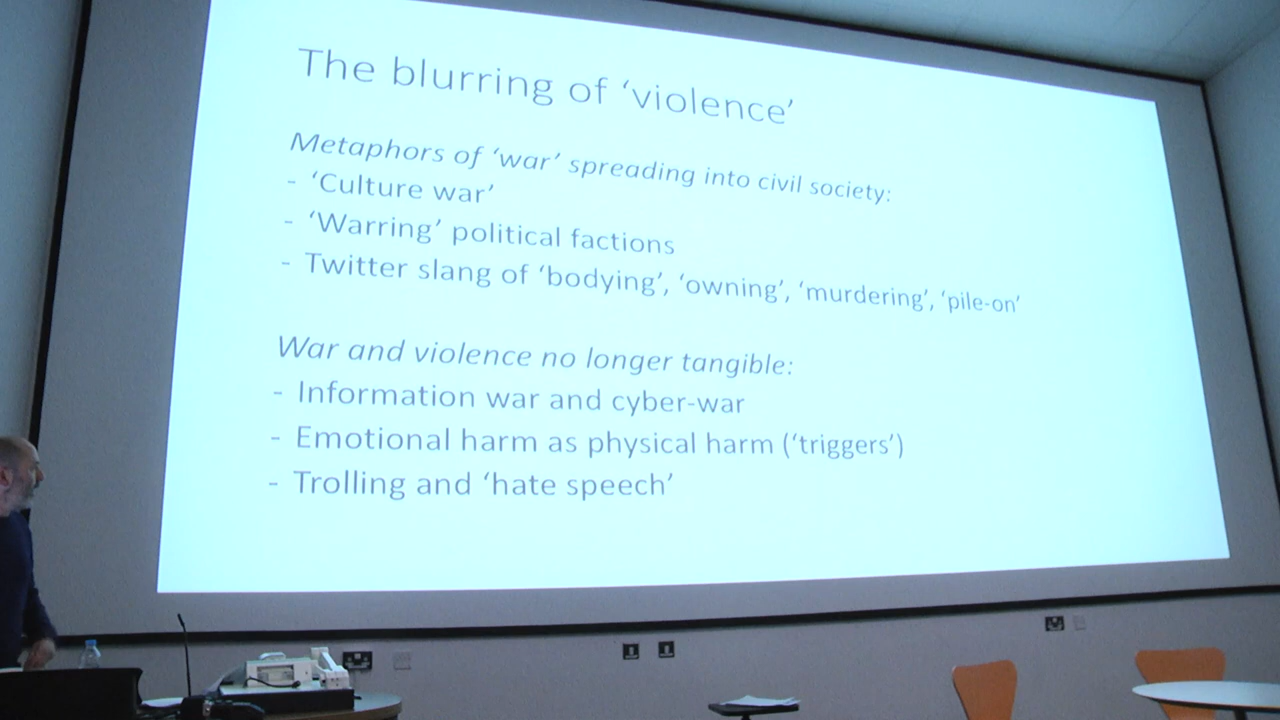 The blurring of ‘violence’
Metaphors of ‘war’ spreading into civil society:
- ‘Culture war’
- ‘Warring’ political factions
- Twitter slang of ‘bodying’, ‘owning’, ‘murdering’, ‘pile-on’
War and violence no longer tangible:
- Information war and cyber-war
- Emotional harm as physical harm (‘triggers’)
- Trolling and ‘hate speech’